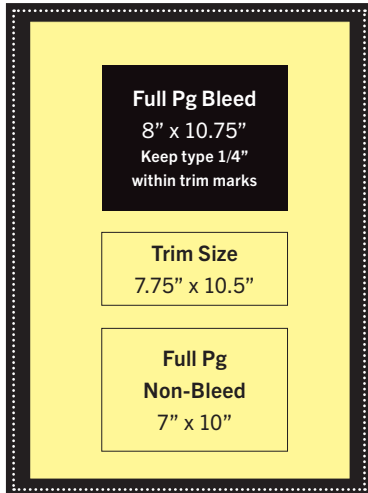 Full Pg Bleed
8” x 10.75”
Keep type 1/4”
within trim marks
Trim Size
7.75” x 10.5”
Full Pg
Non-Bleed
7” x 10”